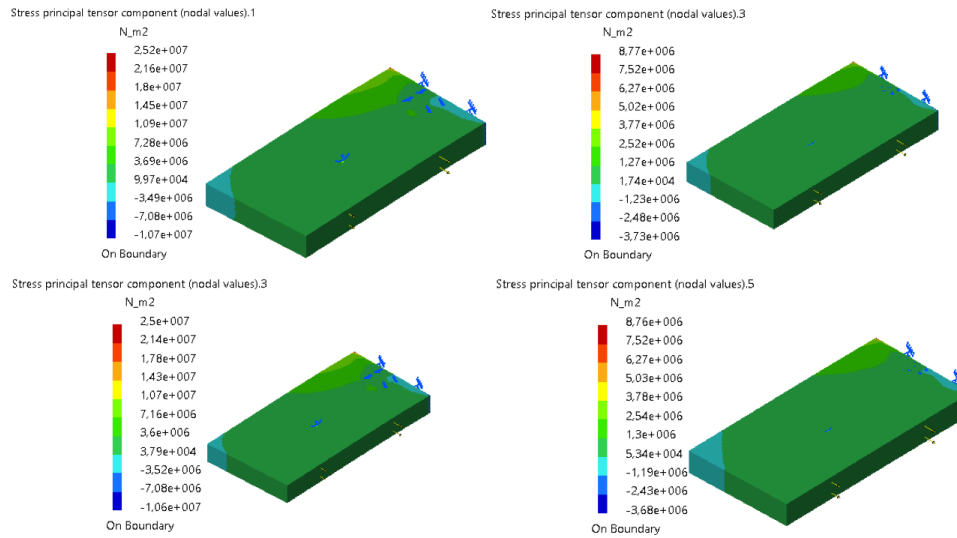 Stress principal tensor component (nodal values).1
N_m2
2,52e+007
2,16e+007
1,8e+007
1,45e+007
1,09e+007
7,28e+006
3,69e+006
9,97e+004
-3,49e+006
-7,08e+006
-1,07e+007
On Boundary
Stress principal tensor component (nodal values).3
N_m2
8,77e+006
7,52e+006
6,27e+006
5,02e+006
3,77e+006
2,52e+006
1,27e+006
1,74e+004
-1,23e+006
-2,48e+006
-3,73e+006
On Boundary
Stress principal tensor component (nodal values).3
N_m2
2,5e+007
2,14e+007
1,78e+007
1,43e+007
1,07e+007
7,16e+006
3,6e+006
3,79e+004
-3,52e+006
-7,08e+006
-1,06e+007
On Boundary
Stress principal tensor component (nodal values).5
N_m2
8,76e+006
7,52e+006
6,27e+006
5,03e+006
3,78e+006
2,54e+006
1,3e+006
5,34e+004
-1,19e+006
-2,43e+006
-3,68e+006
On Boundary